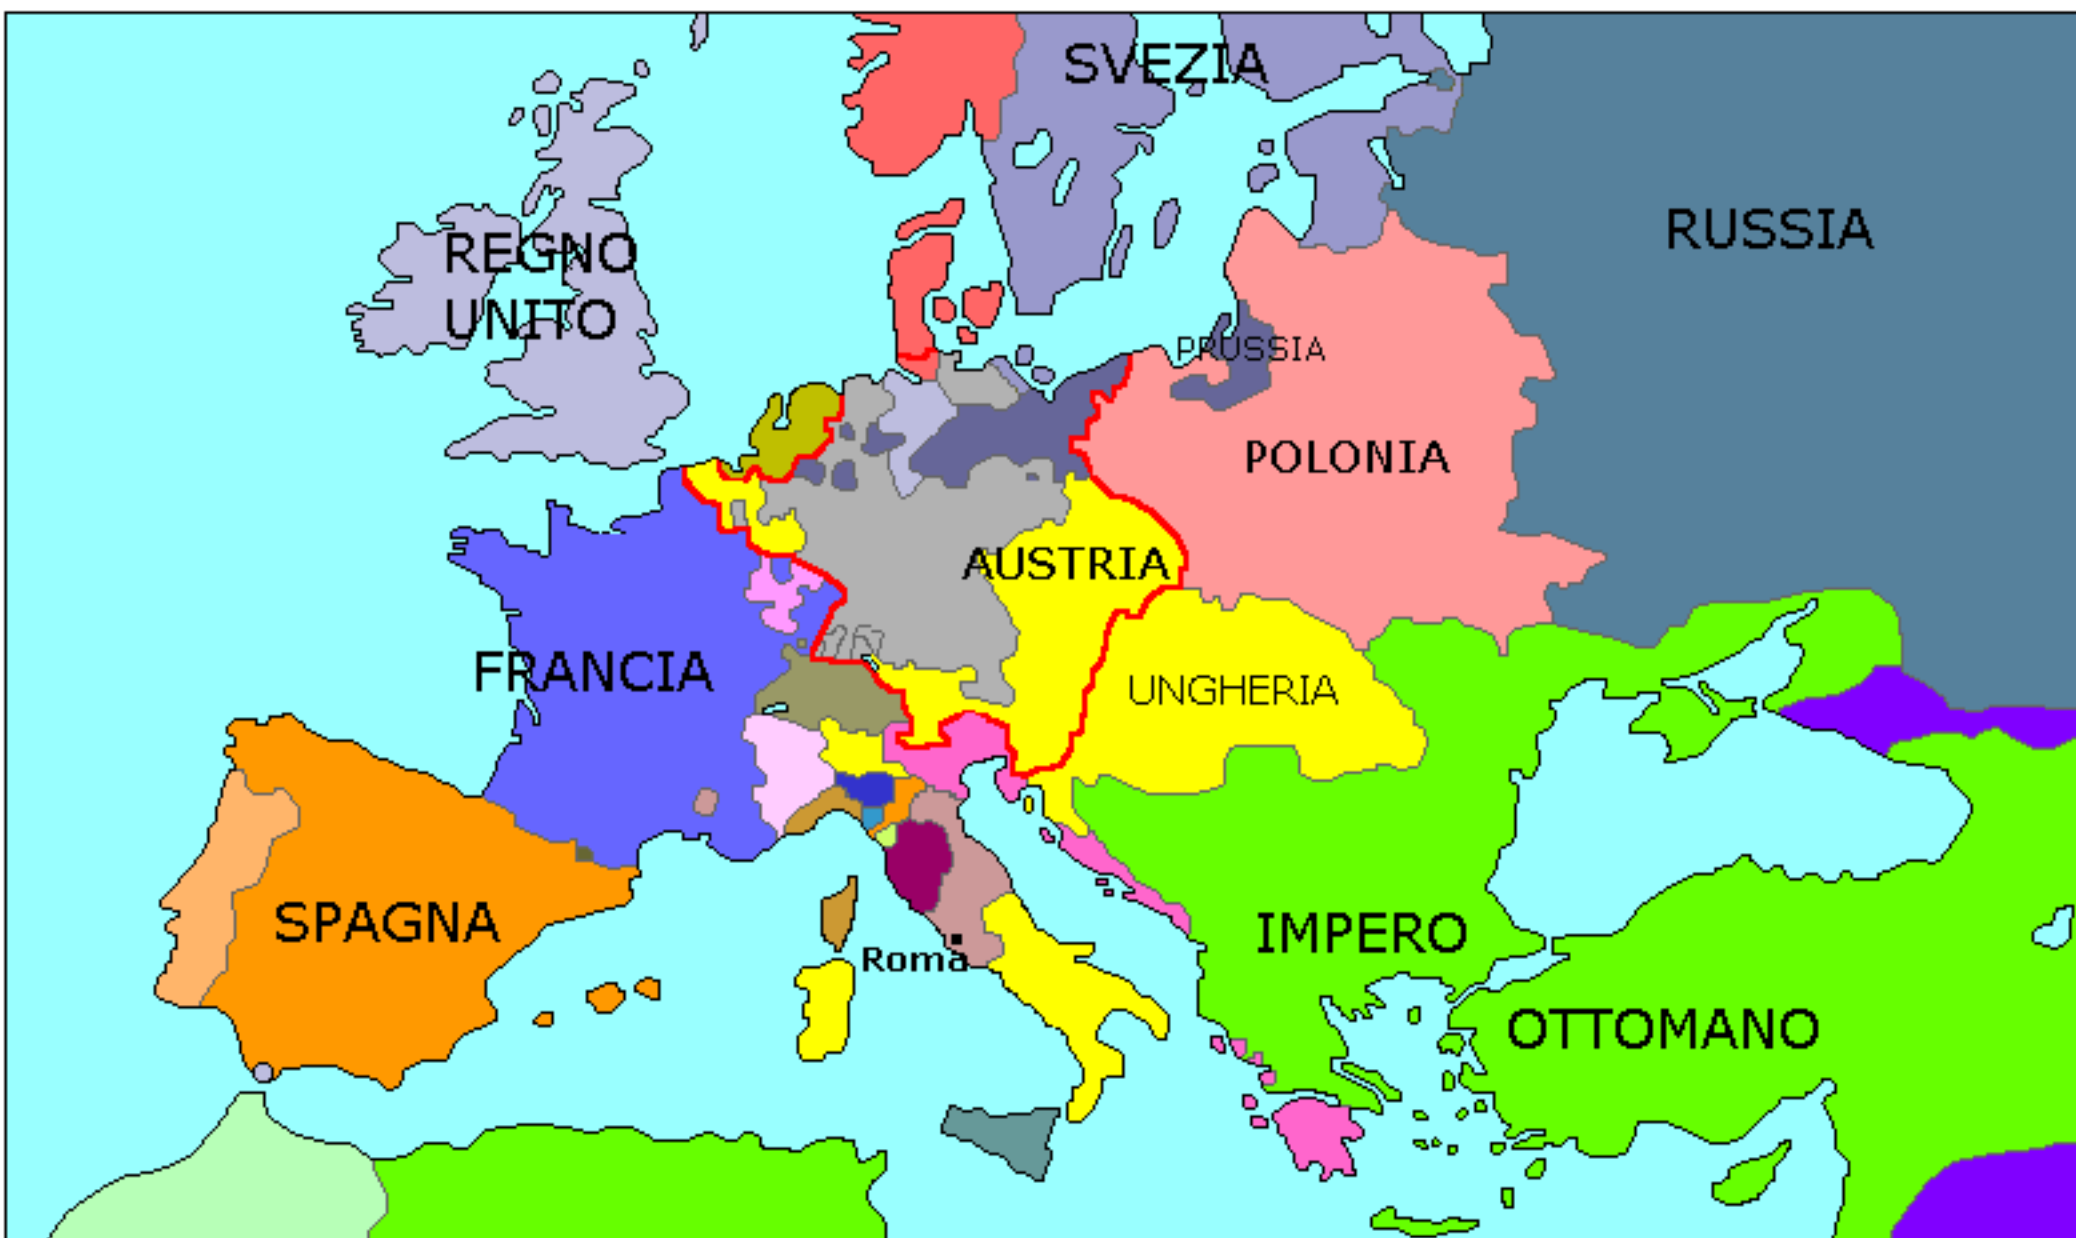 SVEZIA
RUSSIA
REGNO
UNITO
PRUSSIA
POLONIA
AUSTRIA
FRANCIA
UNGHERIA
SPAGNA
IMPERO
Roma
OTTOMANO